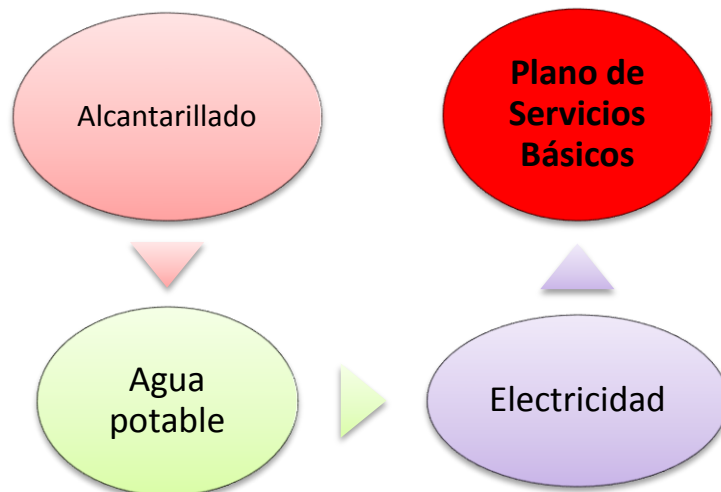 Alcantarillado
Plano de
Servicios
Básicos
Agua
potable
Electricidad